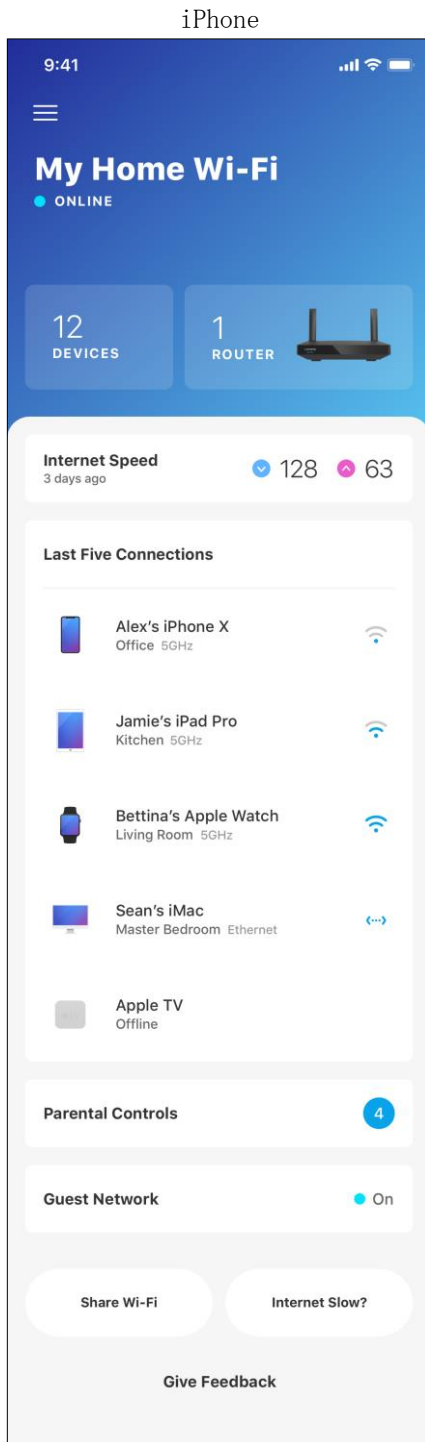 iPhone
9:41
My Home Wi-Fi
ONLINE
12
DEVICES
1
ROUTER
Internet Speed
3 days ago
128
63
Last Five Connections
Alex's iPhone X
Office 5GHz
Jamie's iPad Pro
Kitchen 5GHz
Bettina's Apple Watch
Living Room 5GHz
Sean's iMac
Master Bedroom Ethernet
Apple TV
Offline
Parental Controls
4
Guest Network
On
Share Wi-Fi
Internet Slow?
Give Feedback